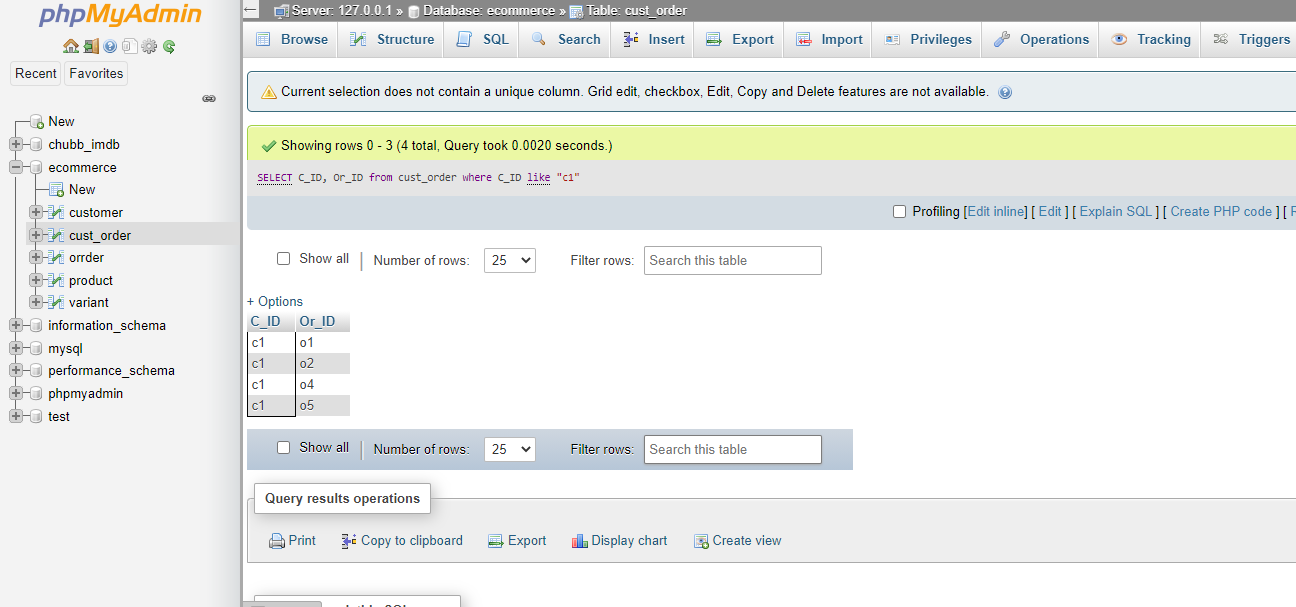 phpMyAdmin
Recent Favorites
New
chubb_imdb
ecommerce
New
customer
cust_order
orrder
product
variant
information_schema
mysql
performance_schema
phpmyadmin
test
Server: 127.0.0.1 » Database: ecommerce » Table: cust_order
Browse Structure SQL Search Insert Export Import Privileges Operations Tracking Triggers
Current selection does not contain a unique column. Grid edit, checkbox, Edit, Copy and Delete features are not available.
Showing rows 0 - 3 (4 total, Query took 0.0020 seconds.)
SELECT C_ID, Or_ID from cust_order where C_ID like "c1"
Profiling [Edit inline] [ Edit ] [ Explain SQL ] [ Create PHP code ] [
Show all Number of rows: 25 Filter rows: Search this table
+ Options
C_ID Or_ID
c1 o1
c1 o2
c1 o4
c1 o5
Show all Number of rows: 25 Filter rows: Search this table
Query results operations
Print Copy to clipboard Export Display chart Create view